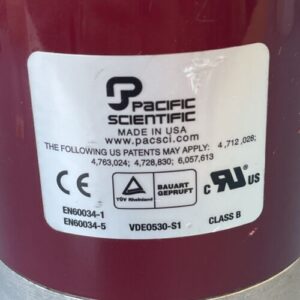 PACIFIC
SCIENTIFIC
MADE IN USA
www.pacsci.com
THE FOLLOWING US PATENTS MAY APPLY: 4,712,028;
4,763,024; 4,728,830; 6,057,613
CE
TÜV Rheinland
BAUART
GEPRÜFT
C UR US
EN60034-1
EN60034-5
VDE0530-S1
CLASS B